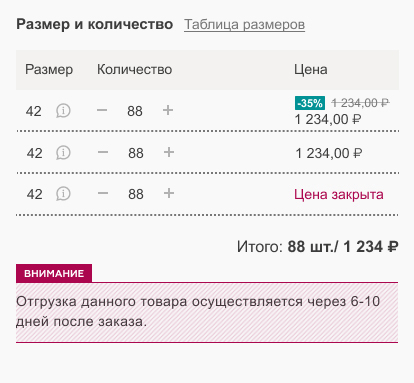 Размер и количество Таблица размеров
Размер Количество Цена
-35% 1 234,00 ₽
42 88 1 234,00 ₽
42 88 1 234,00 ₽
42 88 Цена закрыта
Итого: 88 шт./ 1 234 ₽
ВНИМАНИЕ
Отгрузка данного товара осуществляется через 6-10
дней после заказа.